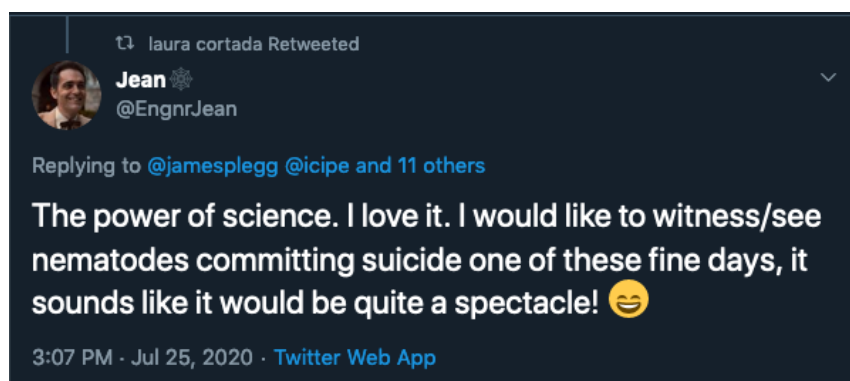 laura cortada Retweeted
Jean🕸
@EngnrJean
Replying to @jamesplegg @icipe and 11 others
The power of science. I love it. I would like to witness/see
nematodes committing suicide one of these fine days, it
sounds like it would be quite a spectacle! 😄
3:07 PM · Jul 25, 2020 · Twitter Web App